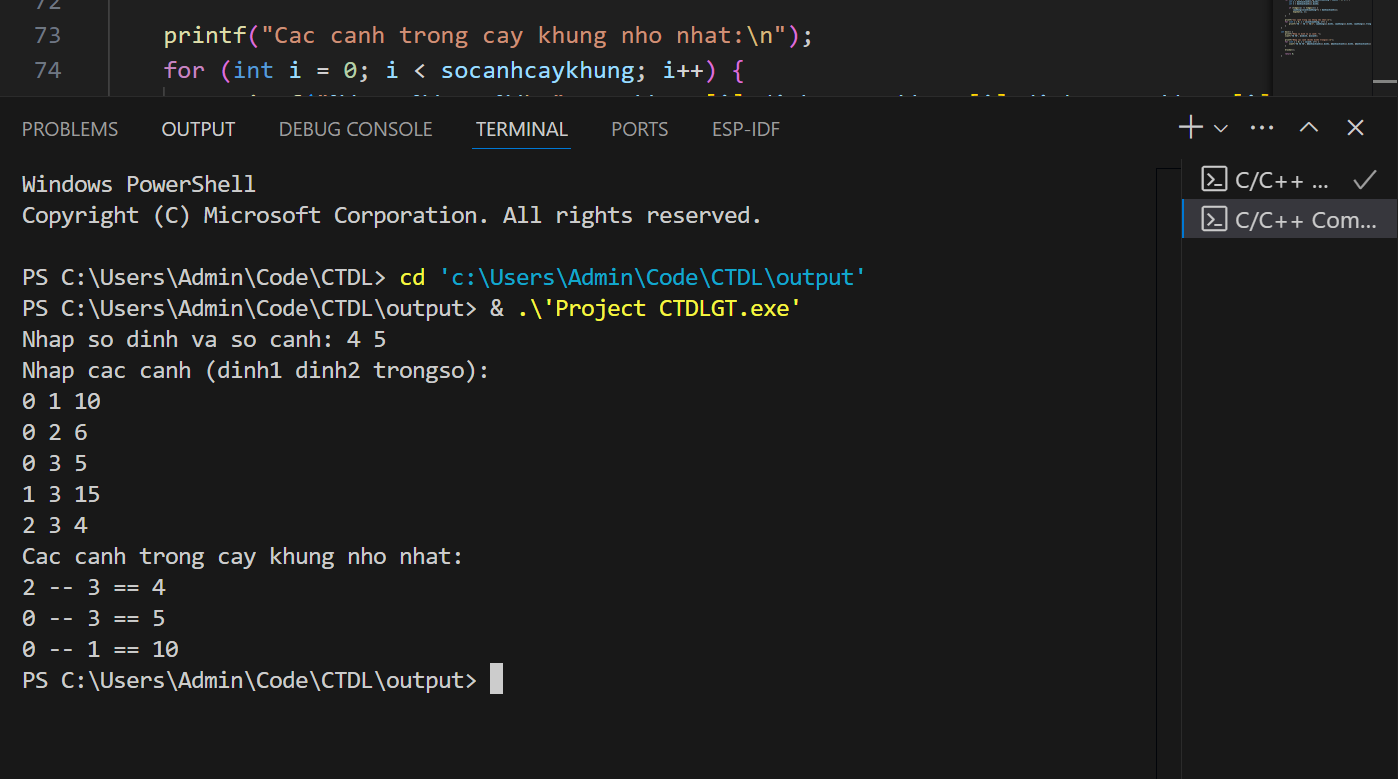 72
73 printf("Cac canh trong cay khung nho nhat:\n");
74 for (int i = 0; i < socanhcaykhung; i++) {
PROBLEMS OUTPUT DEBUG CONSOLE TERMINAL PORTS ESP-IDF
Windows PowerShell
Copyright (C) Microsoft Corporation. All rights reserved.
PS C:\Users\Admin\Code\CTDL> cd 'c:\Users\Admin\Code\CTDL\output'
PS C:\Users\Admin\Code\CTDL\output> & .\'Project CTDLGT.exe'
Nhap so dinh va so canh: 4 5
Nhap cac canh (dinh1 dinh2 trongso):
0 1 10
0 2 6
0 3 5
1 3 15
2 3 4
Cac canh trong cay khung nho nhat:
2 -- 3 == 4
0 -- 3 == 5
0 -- 1 == 10
PS C:\Users\Admin\Code\CTDL\output>
C/C++ ...
C/C++ Com...